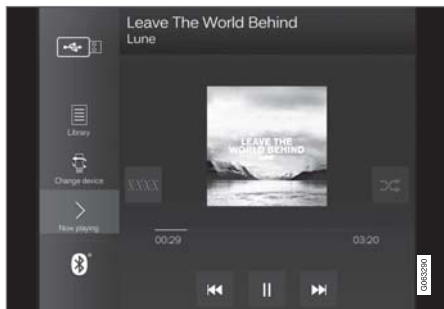 Leave The World Behind
Lune
Library
Change device
Now playing
LEAVE THE
WORLD BEHIND
LUNE
XXXX
00:29
03:20
G063290